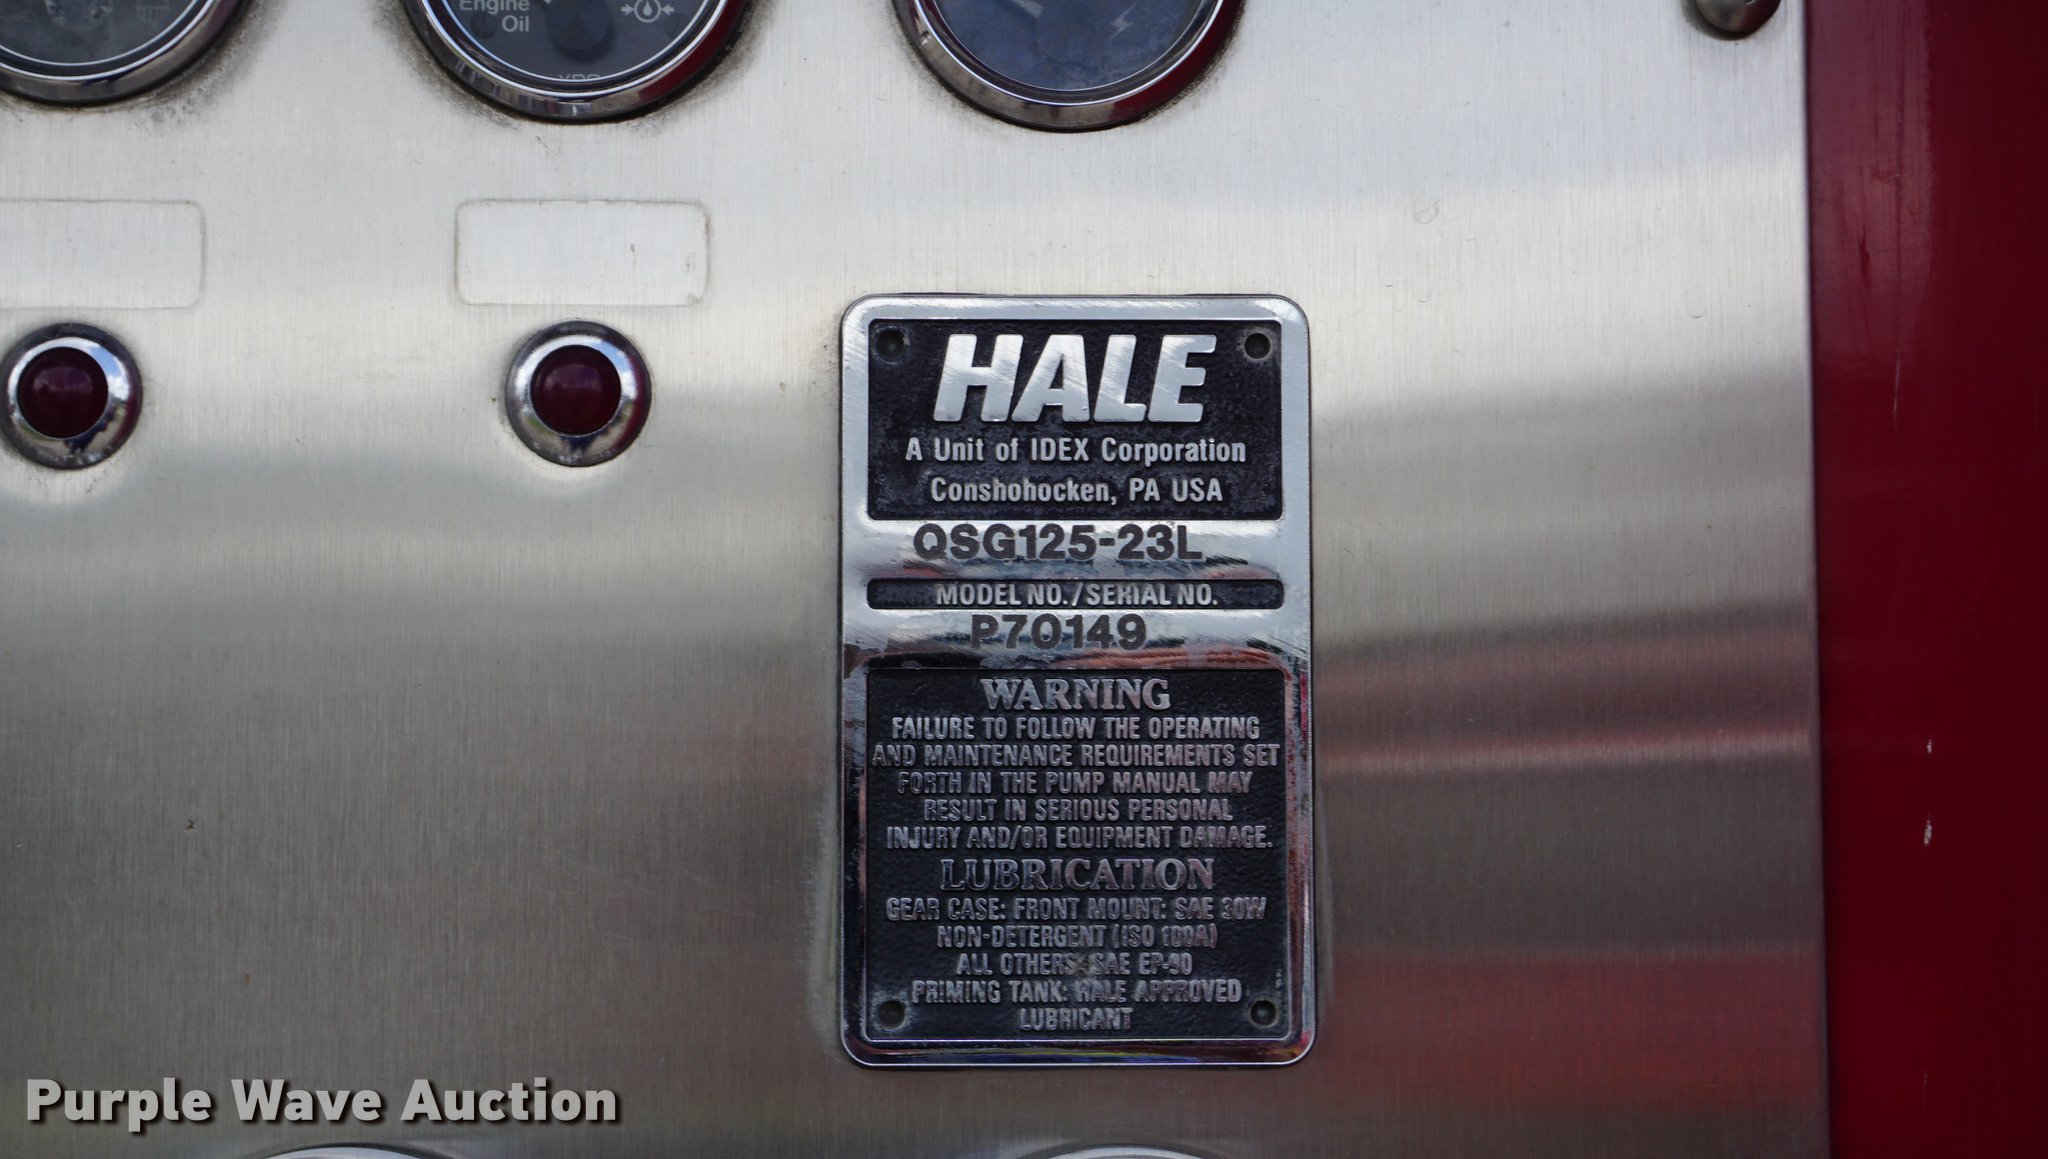 Engine
Oil
VDO
HALE
A Unit of IDEX Corporation
Conshohocken, PA USA
QSG125-23L
MODEL NO./SERIAL NO.
P70149
WARNING
FAILURE TO FOLLOW THE OPERATING
AND MAINTENANCE REQUIREMENTS SET
FORTH IN THE PUMP MANUAL MAY
RESULT IN SERIOUS PERSONAL
INJURY AND/OR EQUIPMENT DAMAGE.
LUBRICATION
GEAR CASE: FRONT MOUNT: SAE 30W
NON-DETERGENT (ISO 100A)
ALL OTHERS: SAE EP-90
PRIMING TANK: HALE APPROVED
LUBRICANT
Purple Wave Auction